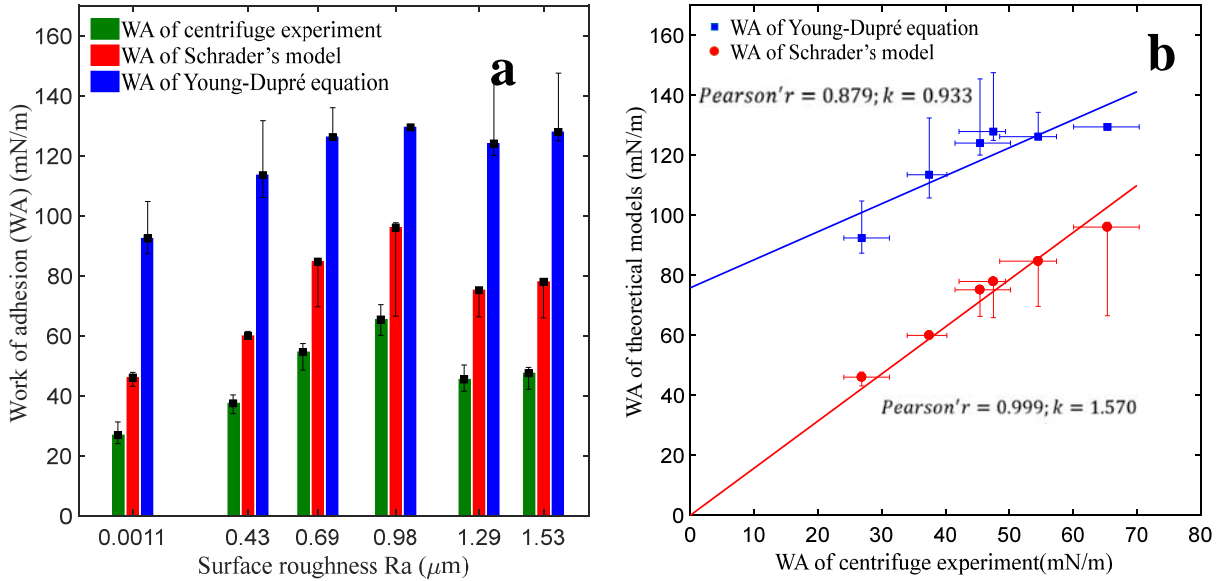 160
140
120
100
80
60
40
20
0
Work of adhesion (WA) (mN/m)
WA of centrifuge experiment
WA of Schrader's model
WA of Young-Dupré equation
a
0.0011 0.43 0.69 0.98 1.29 1.53
Surface roughness Ra (μm)
160
140
120
100
80
60
40
20
0
WA of theoretical models (mN/m)
WA of Young-Dupré equation
WA of Schrader's model
b
Pearson'r = 0.879; k = 0.933
Pearson'r = 0.999; k = 1.570
0 10 20 30 40 50 60 70 80
WA of centrifuge experiment(mN/m)